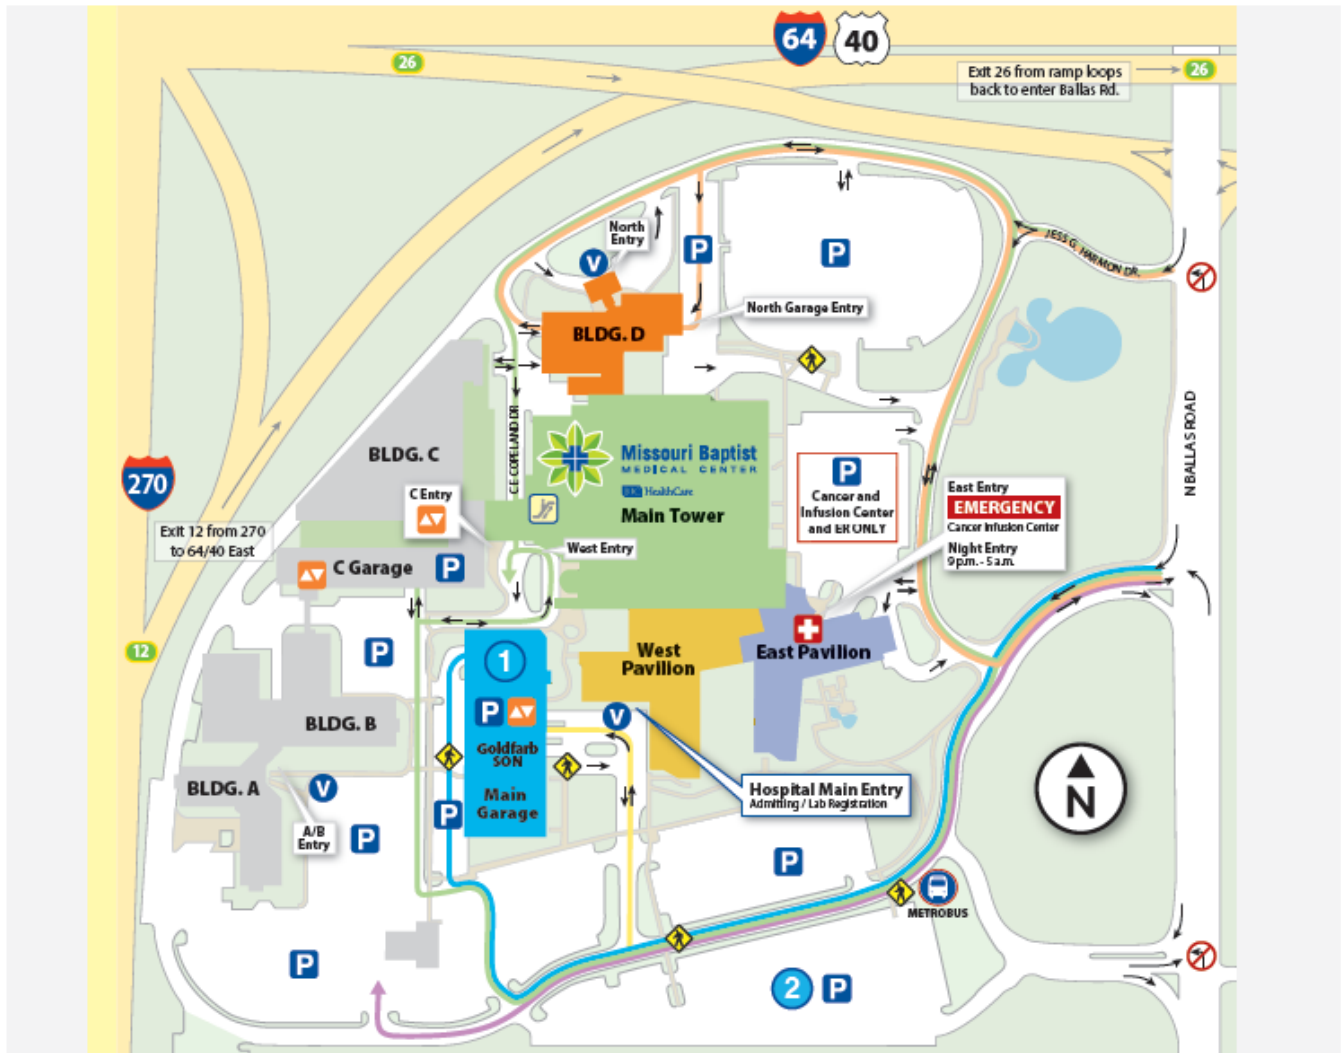 64
40
26
Exit 26 from ramp loops
back to enter Ballas Rd.
26
North
Entry
V
P
P
JESS G. HARMON DR.
North Garage Entry
BLDG. D
N BALLAS ROAD
C E COPELAND DR
BLDG. C
Missouri Baptist
MEDICAL CENTER
BJC HealthCare
Main Tower
P
Cancer and
Infusion Center
and ER ONLY
East Entry
EMERGENCY
Cancer Infusion Center
Night Entry
9 p.m. - 5 a.m.
270
C Entry
Exit 12 from 270
to 64/40 East
West Entry
C Garage
P
12
P
1
West
Pavilion
East Pavilion
P
V
BLDG. B
Goldfarb
SON
BLDG. A
V
Main
Garage
P
Hospital Main Entry
Admitting / Lab Registration
N
A/B
Entry
P
P
METROBUS
P
2
P